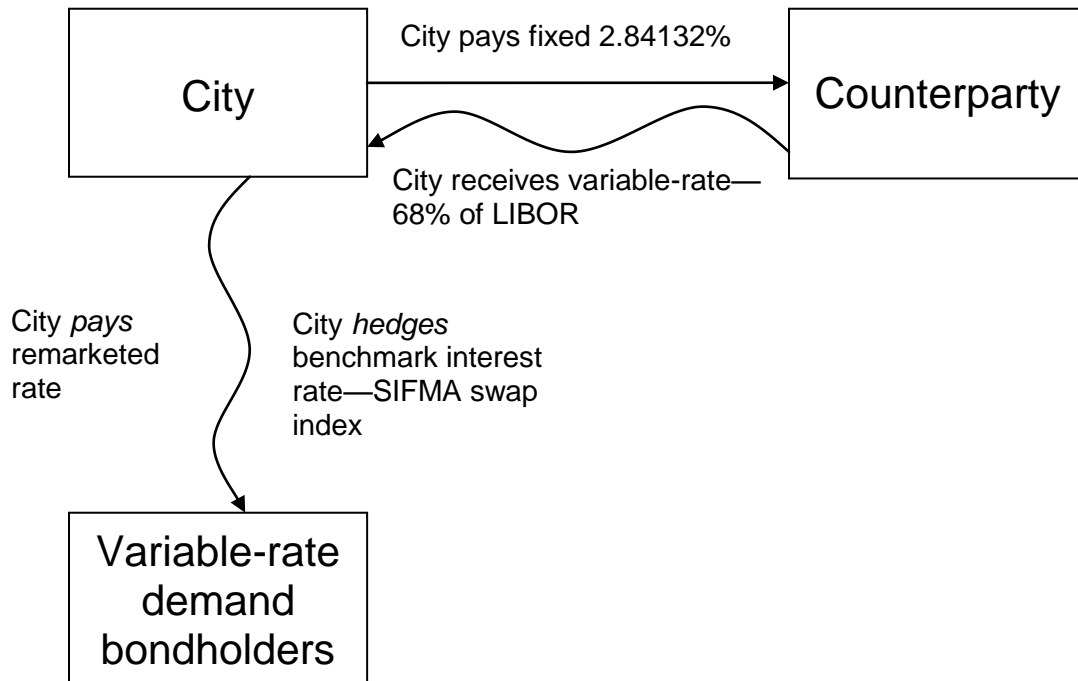 City pays fixed 2.84132%
City
Counterparty
City receives variable-rate—
68% of LIBOR
City pays
remarketed
rate
City hedges
benchmark interest
rate—SIFMA swap
index
Variable-rate
demand
bondholders